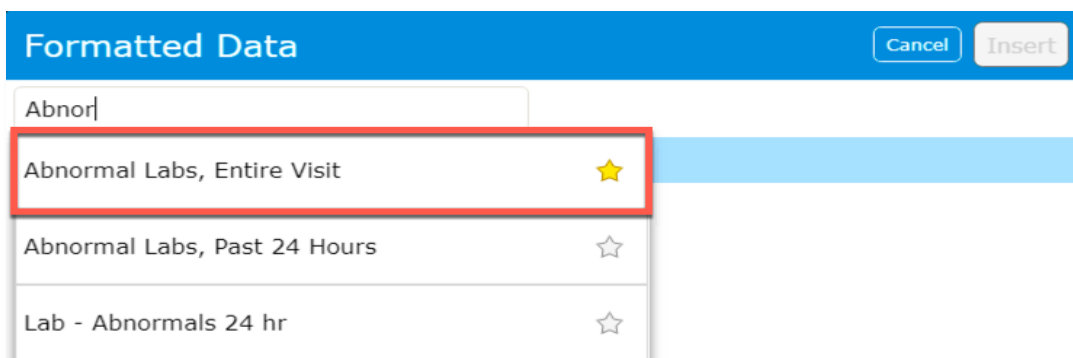 Formatted Data
Cancel
Insert
Abnor
Abnormal Labs, Entire Visit
Abnormal Labs, Past 24 Hours
Lab - Abnormals 24 hr